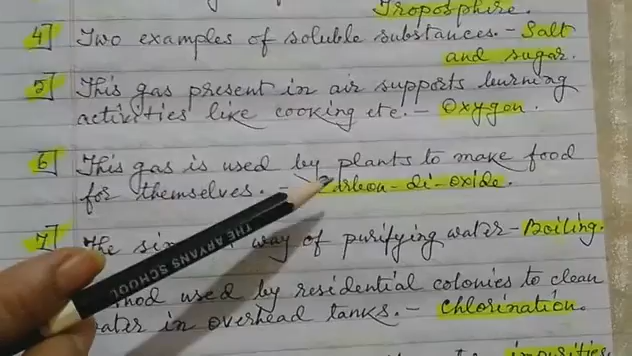 Troposphere.
4] Two examples of soluble substances. - Salt
and sugar.
5] This gas present in air supports burning
activities like cooking etc. - Oxygen.
6] This gas is used by plants to make food
for themselves. - Carbon-di-oxide.
7] The way of purifying water - Boiling.
used by residential colonies to clean
water in overhead tanks. - Chlorination.
impurities
THE ARYANS SCHOOL